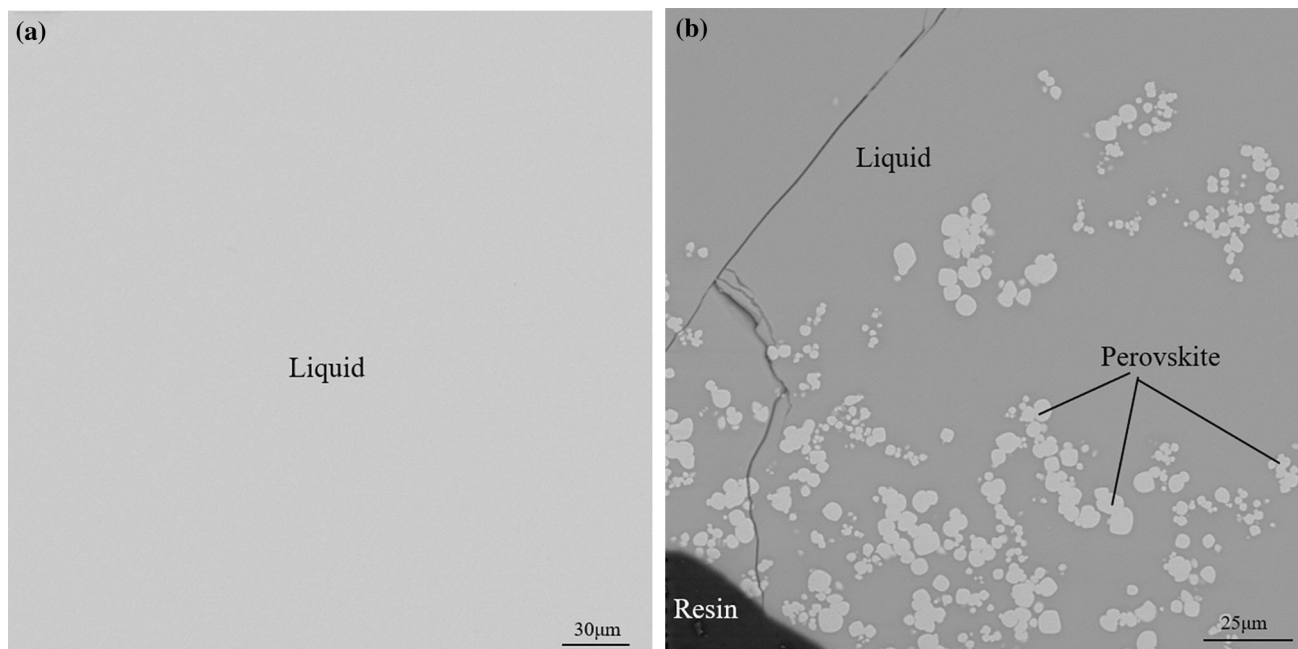 (a)
Liquid
30μm
(b)
Liquid
Perovskite
Resin
25μm